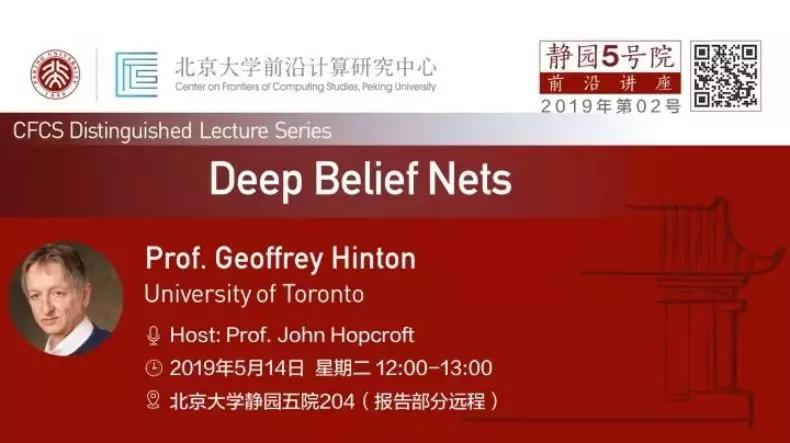 北京大学前沿计算研究中心
Center on Frontiers of Computing Studies, Peking University
静园5号院
前沿讲座
2019年第02号
CFCS Distinguished Lecture Series
Deep Belief Nets
Prof. Geoffrey Hinton
University of Toronto
Host: Prof. John Hopcroft
2019年5月14日 星期二 12:00-13:00
北京大学静园五院204（报告部分远程）